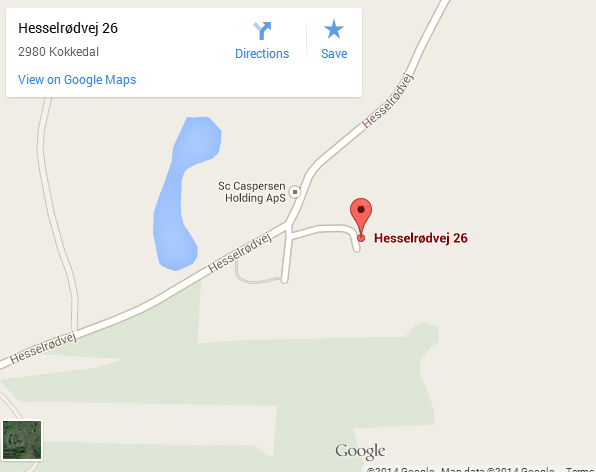 Hesselrødvej 26
2980 Kokkedal
Directions
Save
View on Google Maps
Hesselrødvej
Sc Caspersen
Holding ApS
Hesselrødvej 26
Hesselrødvej
Hesselrødvej
Google
©2014 Google - Map data ©2014 Google - Terms